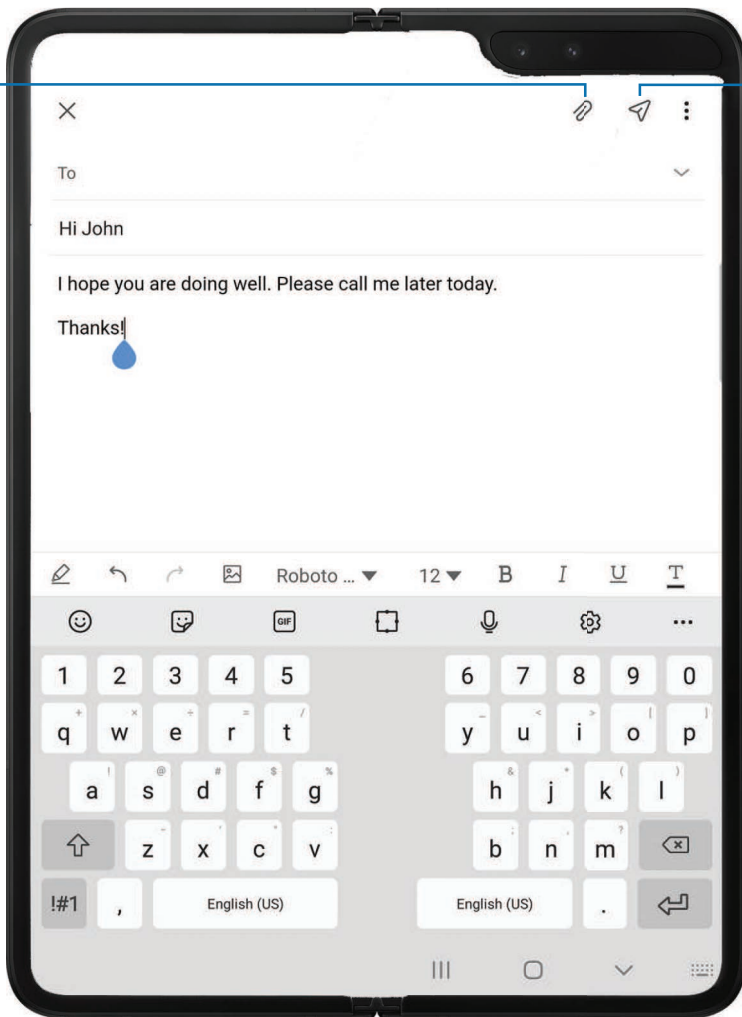 To
Hi John
I hope you are doing well. Please call me later today.
Thanks!
Roboto ... 12 B I U T
GIF
1 2 3 4 5 6 7 8 9 0
q + w × e ÷ r = t / y _ u < i > o [ p ]
a ! s @ d # f $ g % h & j * k ( l )
z - x ' c " v : b ; n , m ?
!#1 , English (US) English (US) .